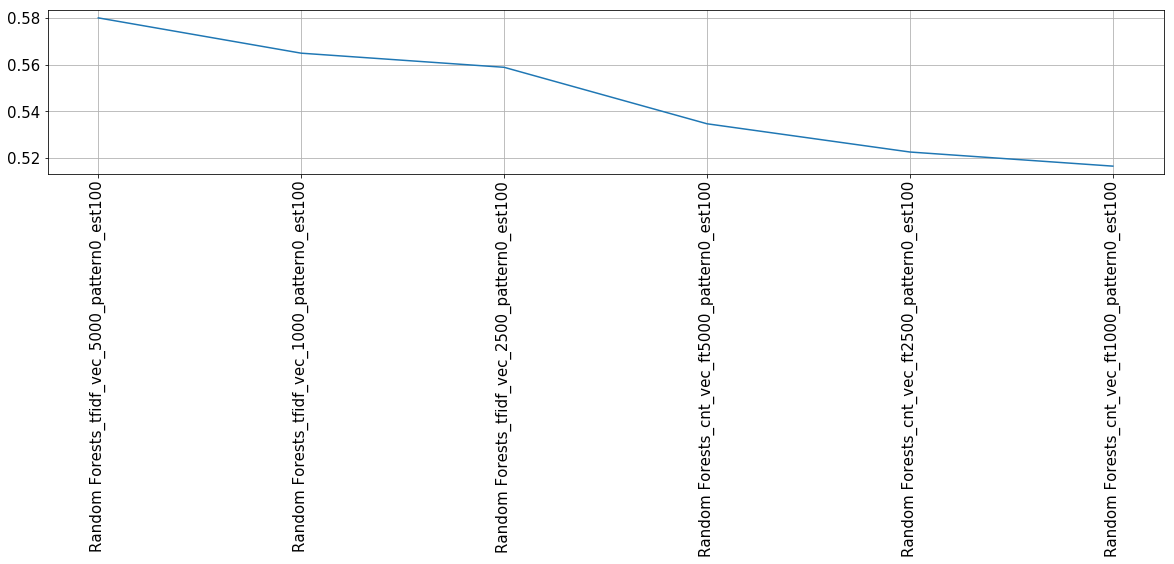 0.58
0.56
0.54
0.52
Random Forests_tfidf_vec_5000_pattern0_est100
Random Forests_tfidf_vec_1000_pattern0_est100
Random Forests_tfidf_vec_2500_pattern0_est100
Random Forests_cnt_vec_ft5000_pattern0_est100
Random Forests_cnt_vec_ft2500_pattern0_est100
Random Forests_cnt_vec_ft1000_pattern0_est100